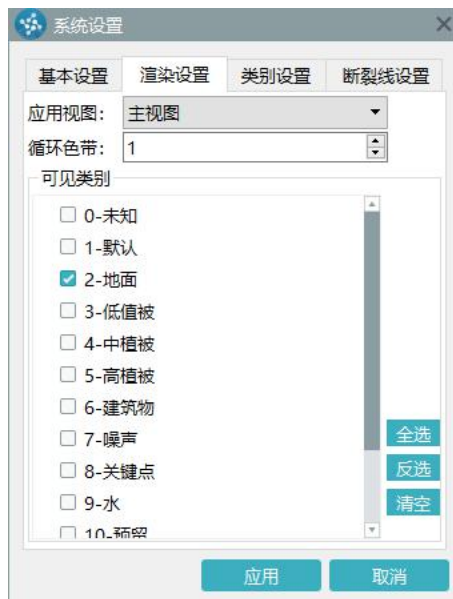 系统设置
基本设置 渲染设置 类别设置 断裂线设置
应用视图: 主视图
循环色带: 1
可见类别
0-未知
1-默认
2-地面
3-低值被
4-中植被
5-高植被
6-建筑物
7-噪声
8-关键点
9-水
10-预留
全选
反选
清空
应用 取消